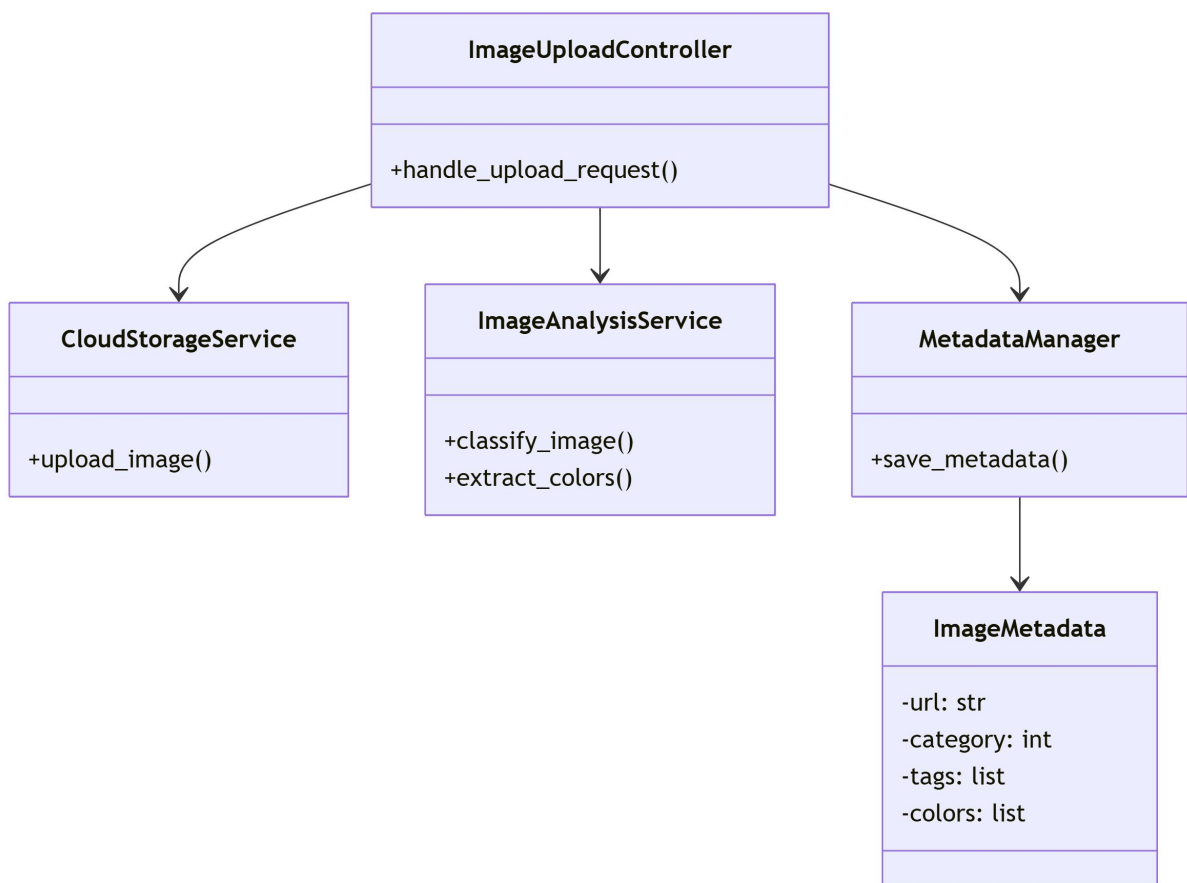 ImageUploadController
+handle_upload_request()
CloudStorageService
+upload_image()
ImageAnalysisService
+classify_image()
+extract_colors()
MetadataManager
+save_metadata()
ImageMetadata
-url: str
-category: int
-tags: list
-colors: list